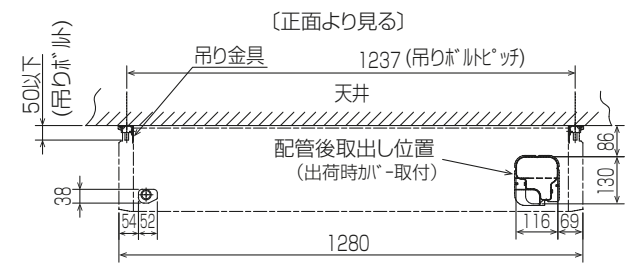 〔正面より見る〕
50以下
(吊りボルト)
吊り金具
1237 (吊りボルトピッチ)
天井
86
配管後取出し位置
(出荷時カバー取付)
38
130
54 52
116 69
1280